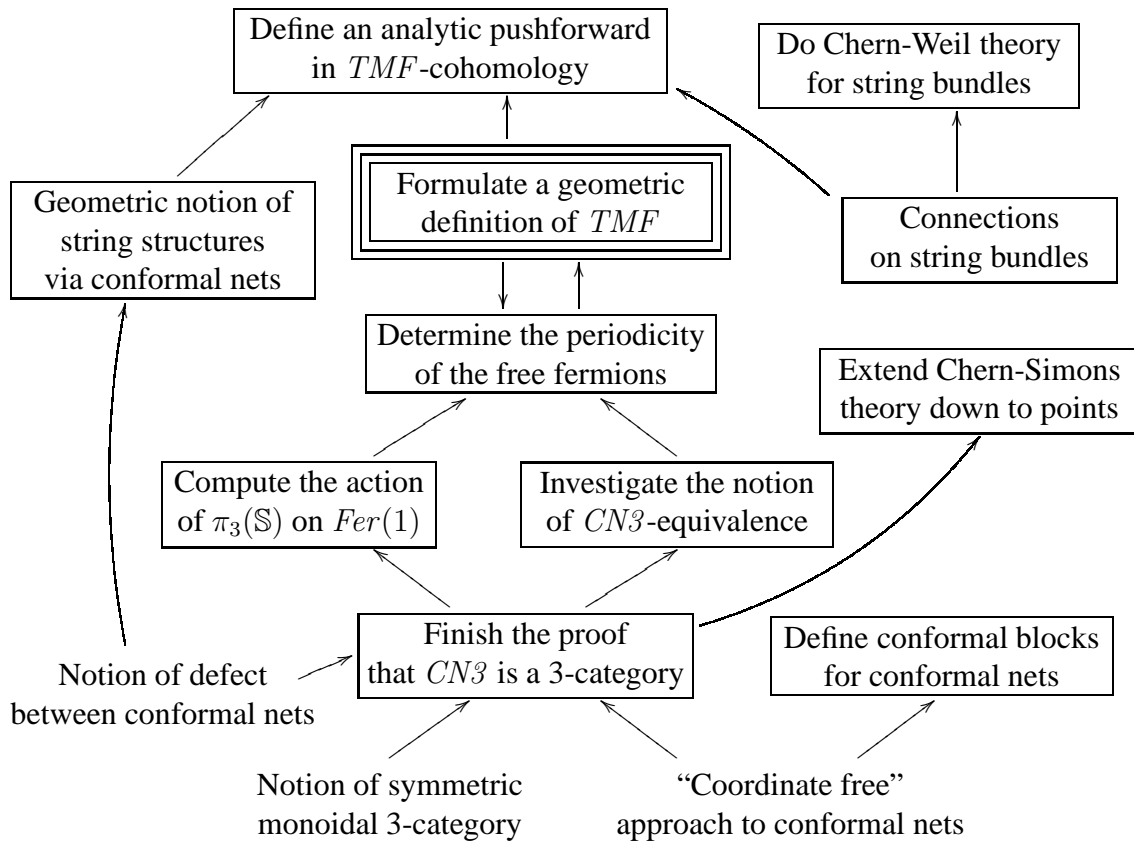 Define an analytic pushforward
in TMF-cohomology
Do Chern-Weil theory
for string bundles
Geometric notion of
string structures
via conformal nets
Formulate a geometric
definition of TMF
Connections
on string bundles
Determine the periodicity
of the free fermions
Extend Chern-Simons
theory down to points
Compute the action
of π₃(𝕊) on Fer(1)
Investigate the notion
of CN3-equivalence
Finish the proof
that CN3 is a 3-category
Define conformal blocks
for conformal nets
Notion of defect
between conformal nets
Notion of symmetric
monoidal 3-category
“Coordinate free”
approach to conformal nets